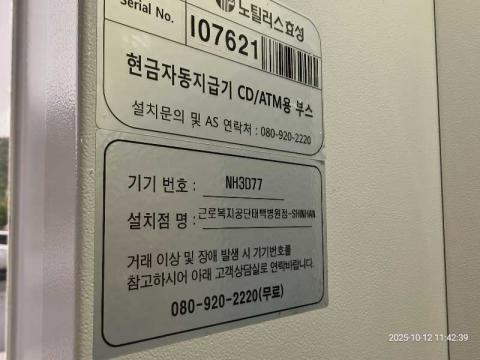 노틸러스효성
Serial No.
I07621
현금자동지급기 CD/ATM용 부스
설치문의 및 AS 연락처 : 080-920-2220
기기 번호 : NH3077
설치점 명 : 근로복지공단태백병원점-SHINHAN
거래 이상 및 장애 발생 시 기기번호를
참고하시어 아래 고객상담실로 연락바랍니다.
080-920-2220(무료)
2025-10-12 11:42:39